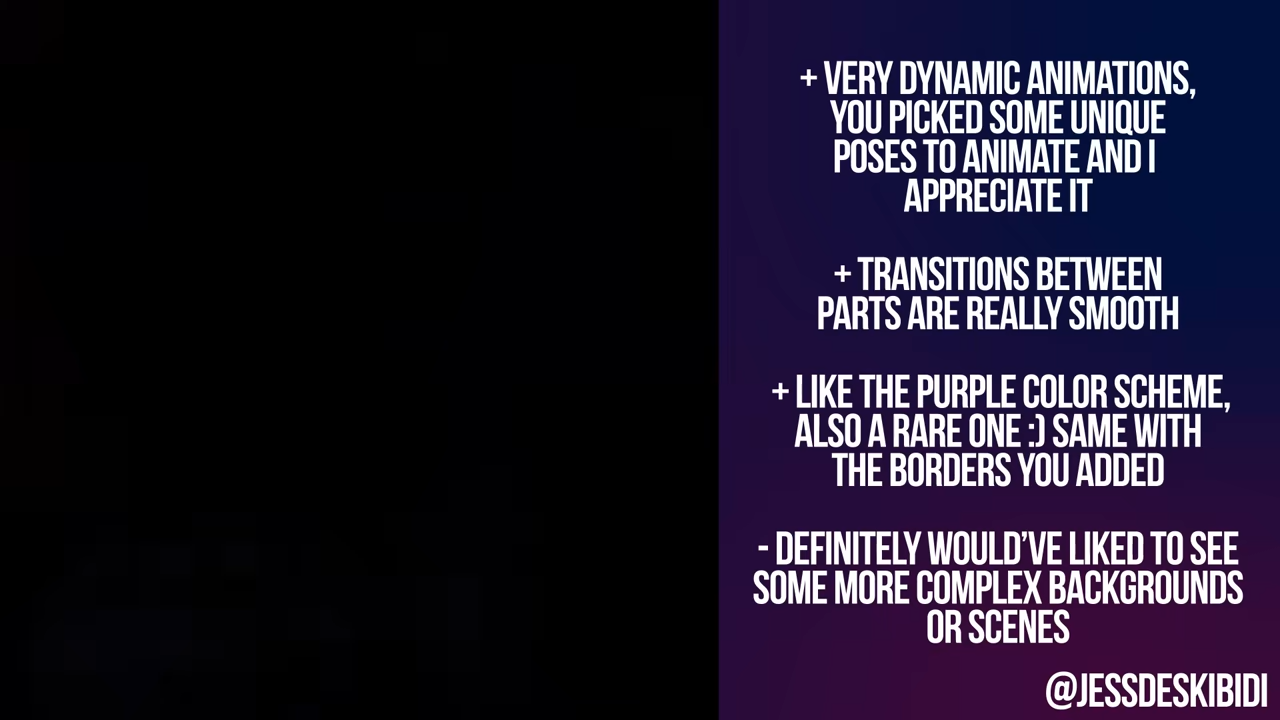 + VERY DYNAMIC ANIMATIONS,
YOU PICKED SOME UNIQUE
POSES TO ANIMATE AND I
APPRECIATE IT
+ TRANSITIONS BETWEEN
PARTS ARE REALLY SMOOTH
+ LIKE THE PURPLE COLOR SCHEME,
ALSO A RARE ONE :) SAME WITH
THE BORDERS YOU ADDED
- DEFINITELY WOULD’VE LIKED TO SEE
SOME MORE COMPLEX BACKGROUNDS
OR SCENES
@JESSDESKIBIDI